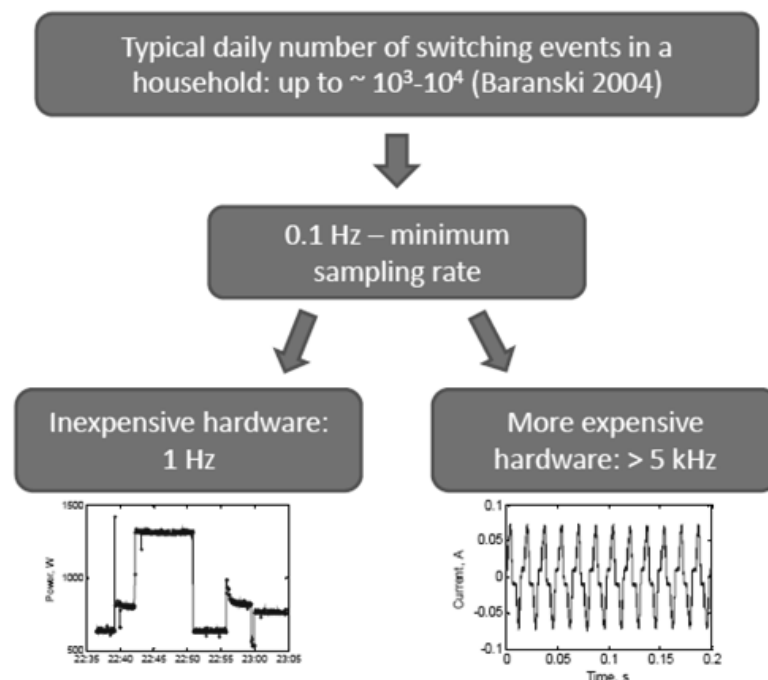 Typical daily number of switching events in a
household: up to ~ 10³-10⁴ (Baranski 2004)
0.1 Hz – minimum
sampling rate
Inexpensive hardware:
1 Hz
More expensive
hardware: > 5 kHz
1500
1000
500
Power, W
22:35 22:40 22:45 22:50 22:55 23:00 23:05
0.1
0.05
0
-0.05
-0.1
Current, A
0 0.05 0.1 0.15 0.2
Time, s